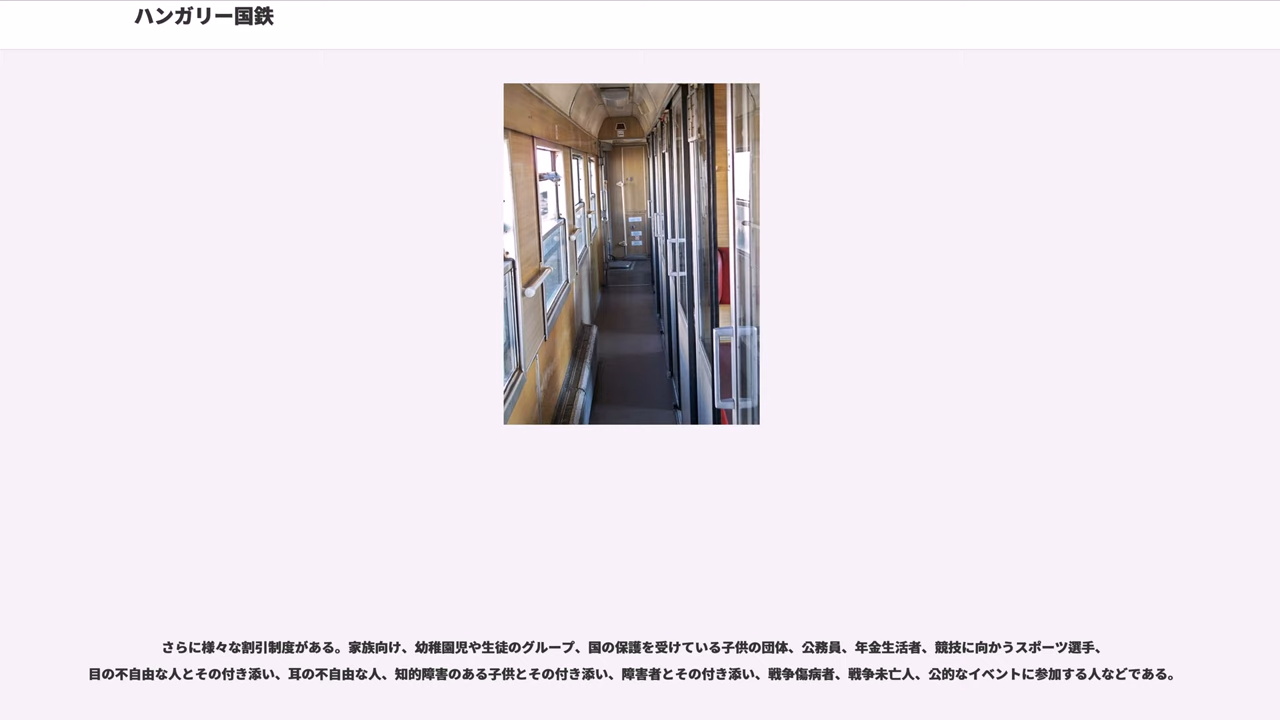 ハンガリー国鉄
さらに様々な割引制度がある。家族向け、幼稚園児や生徒のグループ、国の保護を受けている子供の団体、公務員、年金生活者、競技に向かうスポーツ選手、
目の不自由な人とその付き添い、耳の不自由な人、知的障害のある子供とその付き添い、障害者とその付き添い、戦争傷病者、戦争未亡人、公的なイベントに参加する人などである。